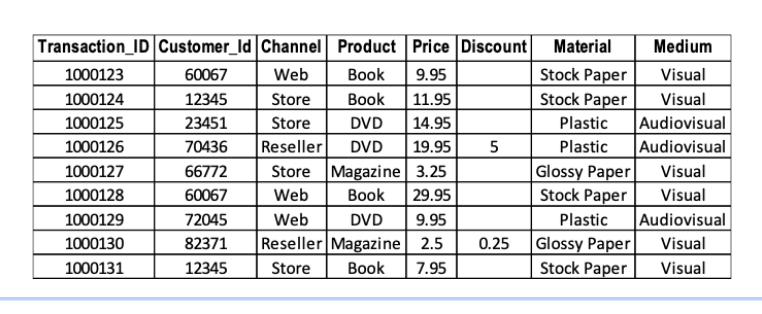 Transaction_ID Customer_Id Channel Product Price Discount Material Medium
1000123 60067 Web Book 9.95 Stock Paper Visual
1000124 12345 Store Book 11.95 Stock Paper Visual
1000125 23451 Store DVD 14.95 Plastic Audiovisual
1000126 70436 Reseller DVD 19.95 5 Plastic Audiovisual
1000127 66772 Store Magazine 3.25 Glossy Paper Visual
1000128 60067 Web Book 29.95 Stock Paper Visual
1000129 72045 Web DVD 9.95 Plastic Audiovisual
1000130 82371 Reseller Magazine 2.5 0.25 Glossy Paper Visual
1000131 12345 Store Book 7.95 Stock Paper Visual